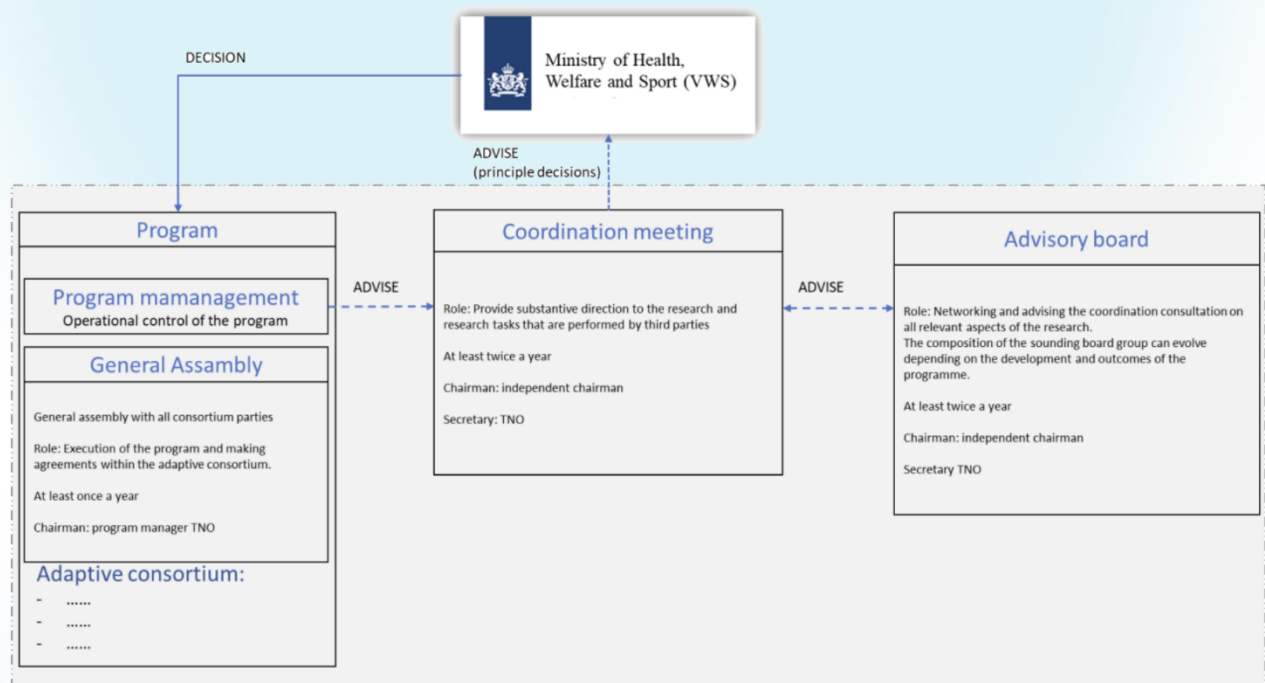 DECISION
Ministry of Health,
Welfare and Sport (VWS)
ADVISE
(principle decisions)
Program
Program mamanagement
Operational control of the program
General Assembly
General assembly with all consortium parties
Role: Execution of the program and making
agreements within the adaptive consortium.
At least once a year
Chairman: program manager TNO
Adaptive consortium:
- ......
- ......
- ......
ADVISE
Coordination meeting
Role: Provide substantive direction to the research and
research tasks that are performed by third parties
At least twice a year
Chairman: independent chairman
Secretary: TNO
ADVISE
Advisory board
Role: Networking and advising the coordination consultation on
all relevant aspects of the research.
The composition of the sounding board group can evolve
depending on the development and outcomes of the
programme.
At least twice a year
Chairman: independent chairman
Secretary TNO